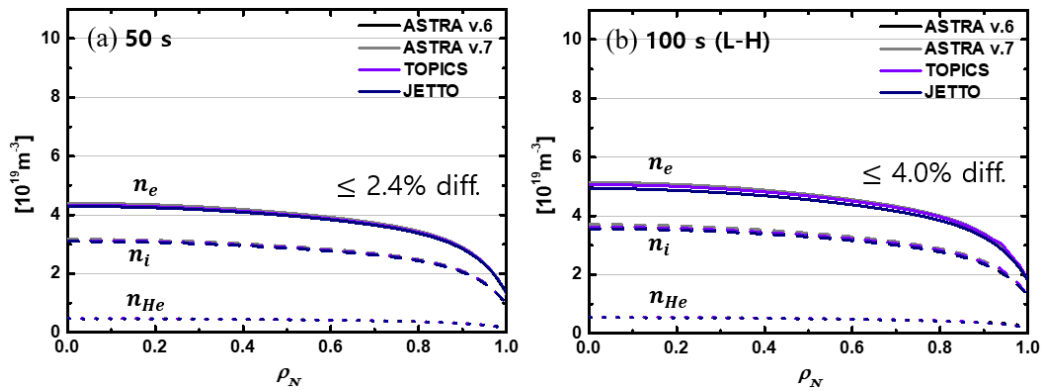 (a) 50 s
ASTRA v.6
ASTRA v.7
TOPICS
JETTO
10
8
6
4
2
0
[10¹⁹m⁻³]
nₑ
≤ 2.4% diff.
nᵢ
n_He
0.0 0.2 0.4 0.6 0.8 1.0
ρ_N
(b) 100 s (L-H)
ASTRA v.6
ASTRA v.7
TOPICS
JETTO
10
8
6
4
2
0
[10¹⁹m⁻³]
nₑ
≤ 4.0% diff.
nᵢ
n_He
0.0 0.2 0.4 0.6 0.8 1.0
ρ_N